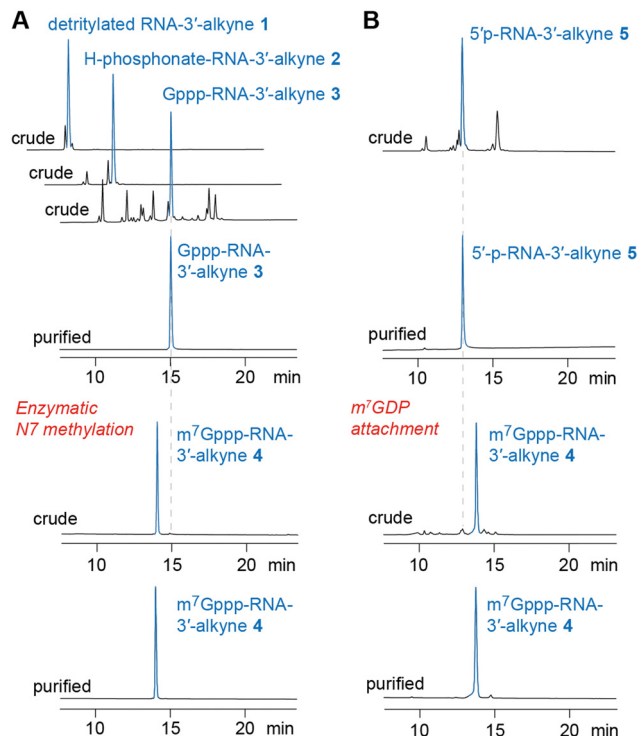 A
detritylated RNA-3′-alkyne 1
H-phosphonate-RNA-3′-alkyne 2
Gppp-RNA-3′-alkyne 3
crude
crude
crude
Gppp-RNA-
3′-alkyne 3
purified
10 15 20 min
Enzymatic
N7 methylation
m⁷Gppp-RNA-
3′-alkyne 4
crude
10 15 20 min
m⁷Gppp-RNA-
3′-alkyne 4
purified
10 15 20 min
B
5′p-RNA-3′-alkyne 5
crude
5′-p-RNA-3′-alkyne 5
purified
10 15 20 min
m⁷GDP
attachment
m⁷Gppp-RNA-
3′-alkyne 4
crude
10 15 20 min
m⁷Gppp-RNA-
3′-alkyne 4
purified
10 15 20 min